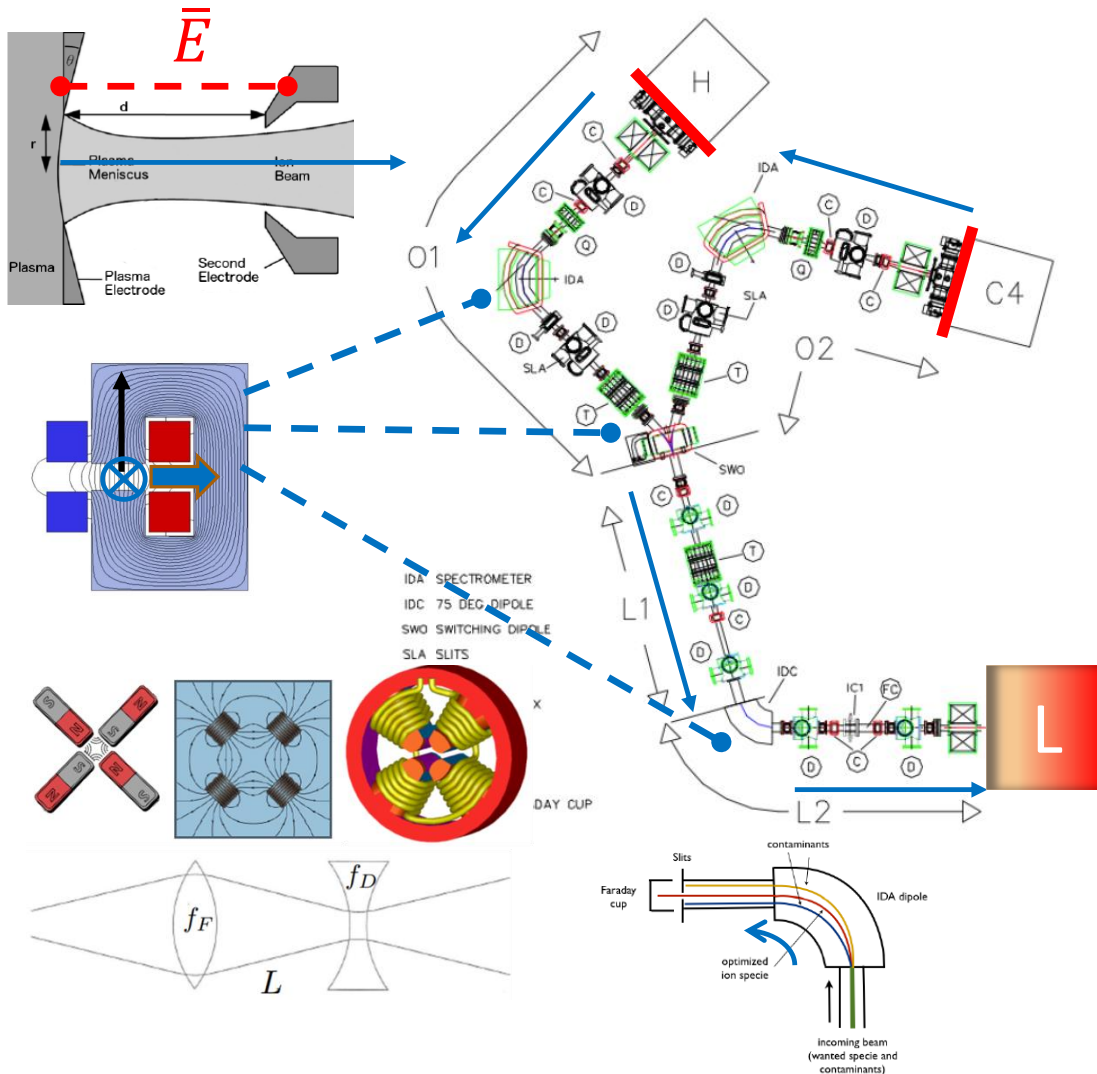 E
θ
d
r
Plasma
Meniscus
Ion
Beam
Plasma
Plasma
Electrode
Second
Electrode
H
C
C
D
Q
O1
IDA
D
D
SLA
T
IDA
C
D
Q
C
C4
D
D
SLA
O2
T
SWO
C
D
T
D
C
D
L1
IDC
IC1
FC
D
C
D
L
L2
IDA SPECTROMETER
IDC 75 DEG DIPOLE
SWO SWITCHING DIPOLE
SLA SLITS
X
DAY CUP
S
N
S
N
N
S
N
S
f_F
f_D
L
contaminants
Slits
Faraday
cup
IDA dipole
optimized
ion specie
incoming beam
(wanted specie and
contaminants)